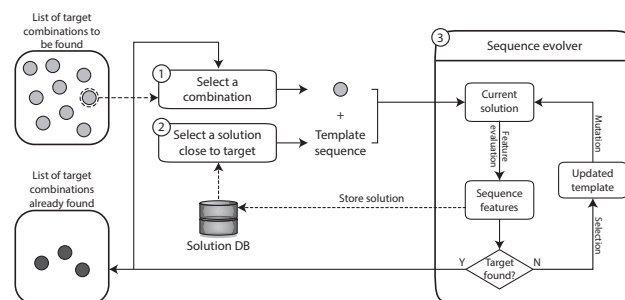 List of target
combinations to
be found
1
Select a
combination
2
Select a solution
close to target
+
Template
sequence
3
Sequence evolver
Current
solution
Feature
evaluation
Mutation
Updated
template
Sequence
features
Selection
Store solution
Solution DB
List of target
combinations
already found
Y
Target
found?
N